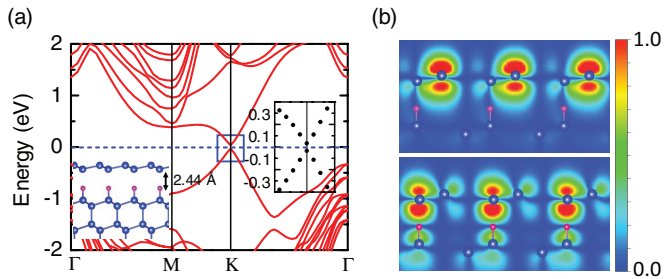 (a)
2
1
0
-1
-2
Energy (eV)
0.3
0.1
-0.1
-0.3
2.44 Å
Γ
M
K
Γ
(b)
1.0
0.0